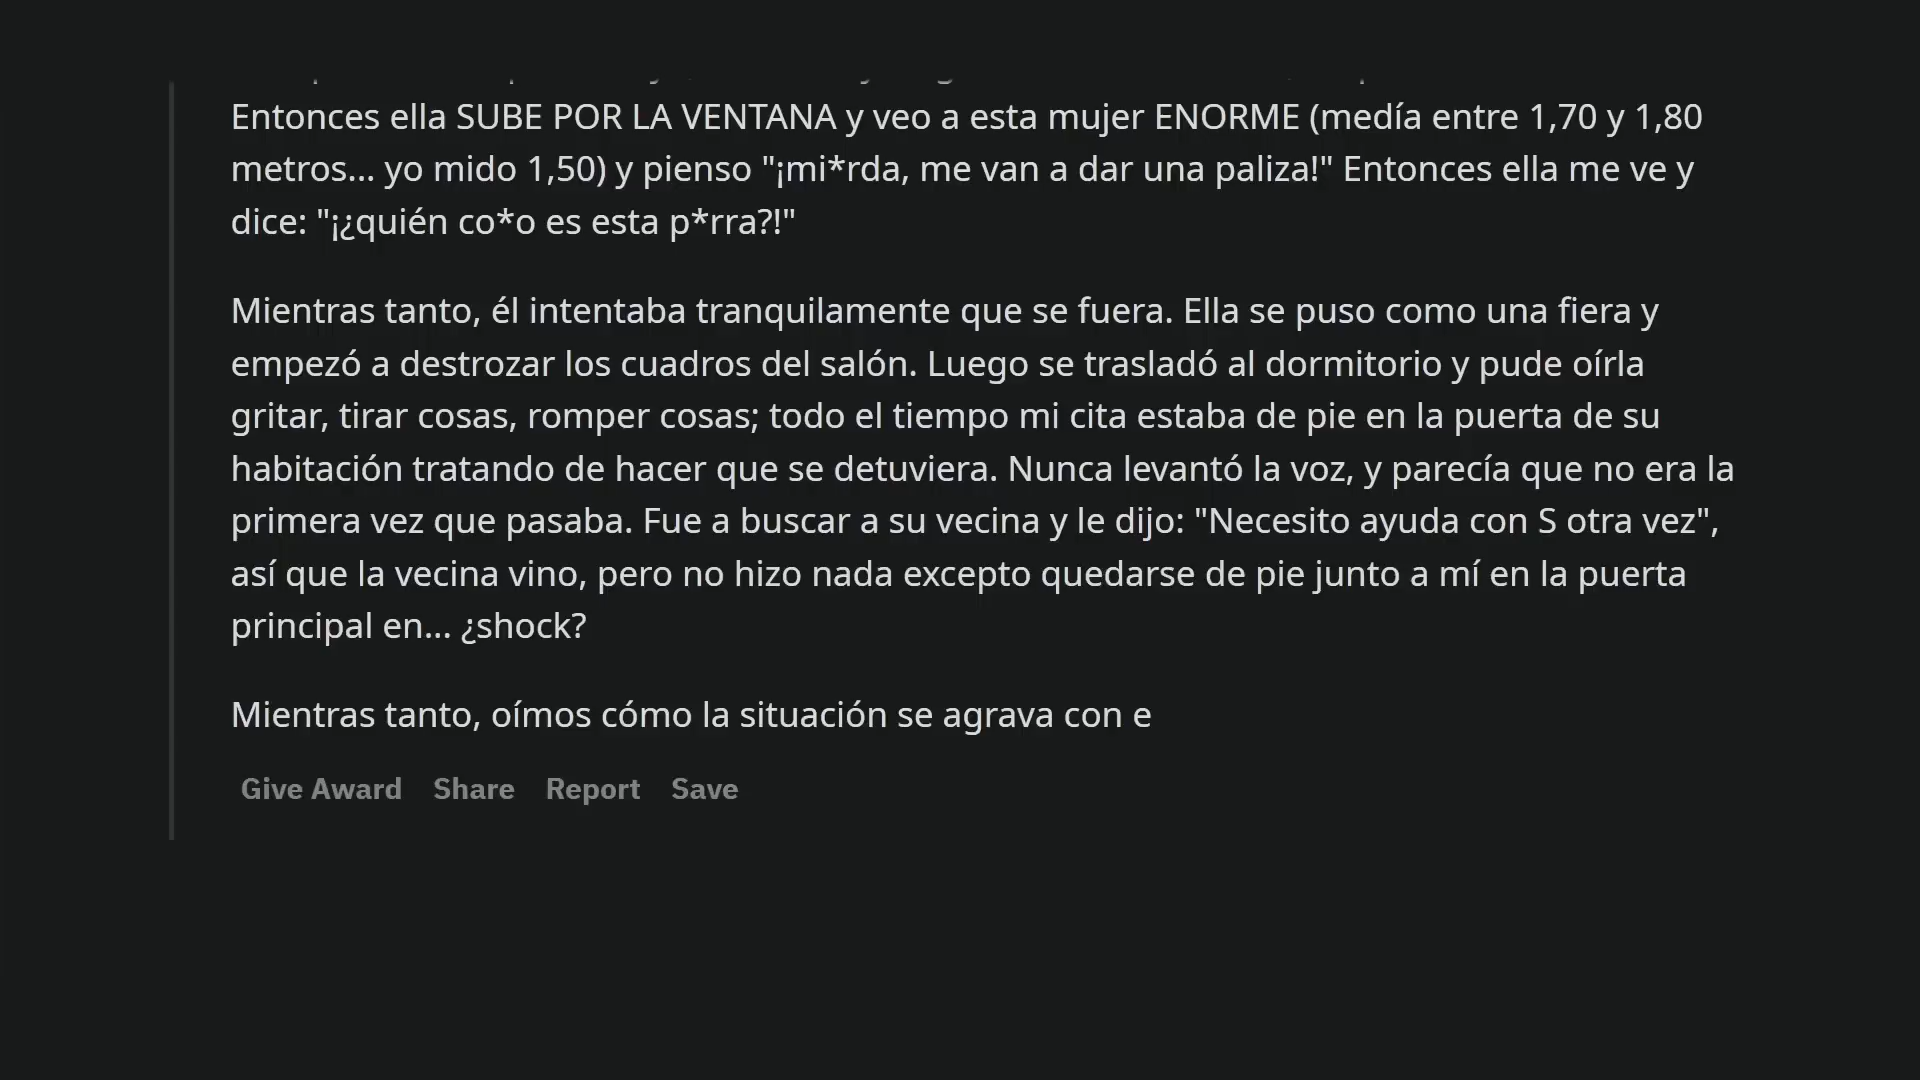 Entonces ella SUBE POR LA VENTANA y veo a esta mujer ENORME (medía entre 1,70 y 1,80
metros... yo mido 1,50) y pienso "¡mi*rda, me van a dar una paliza!" Entonces ella me ve y
dice: "¡¿quién co*o es esta p*rra?!"
Mientras tanto, él intentaba tranquilamente que se fuera. Ella se puso como una fiera y
empezó a destrozar los cuadros del salón. Luego se trasladó al dormitorio y pude oírla
gritar, tirar cosas, romper cosas; todo el tiempo mi cita estaba de pie en la puerta de su
habitación tratando de hacer que se detuviera. Nunca levantó la voz, y parecía que no era la
primera vez que pasaba. Fue a buscar a su vecina y le dijo: "Necesito ayuda con S otra vez",
así que la vecina vino, pero no hizo nada excepto quedarse de pie junto a mí en la puerta
principal en... ¿shock?
Mientras tanto, oímos cómo la situación se agrava con e
Give Award Share Report Save